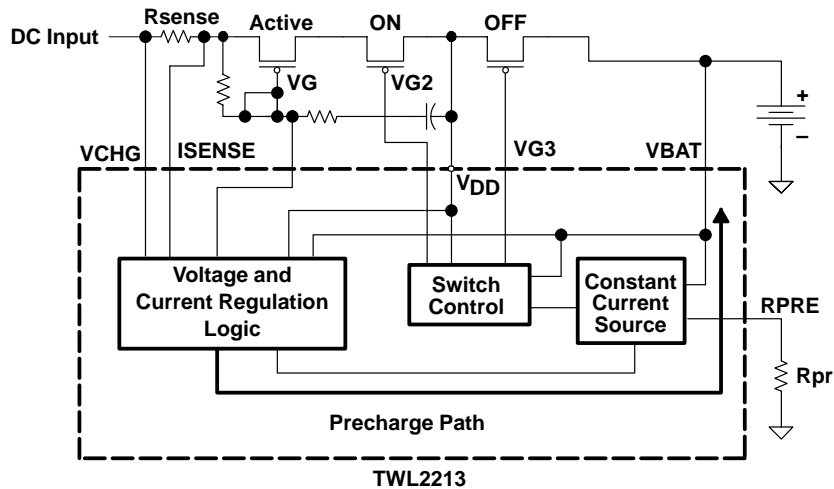 Rsense
Active
ON
OFF
DC Input
VG
VG2
+
–
VCHG
ISENSE
VG3
VBAT
VDD
Voltage and
Current Regulation
Logic
Switch
Control
Constant
Current
Source
RPRE
Rpr
Precharge Path
TWL2213